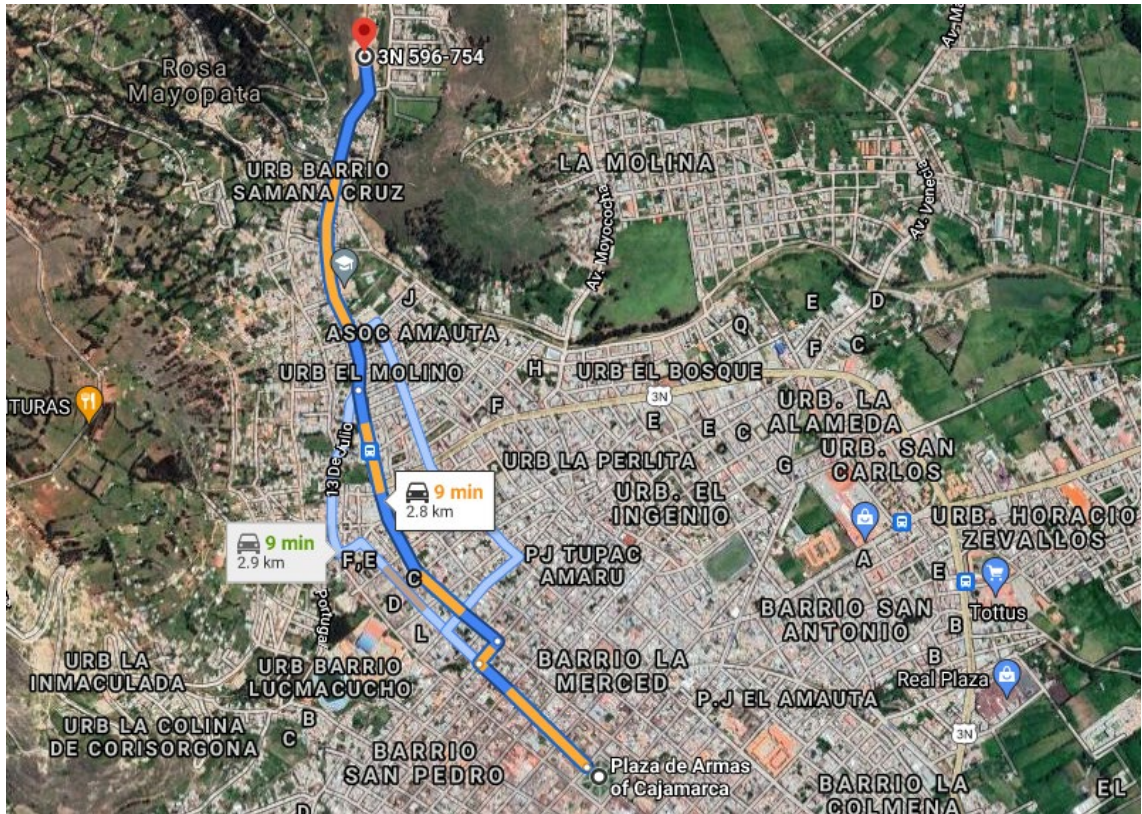 3N 596-754
Av. Ma
Rosa
Mayopata
URB BARRIO
SAMANA CRUZ
LA MOLINA
Av. Moyococha
Av. Venecia
J
E
D
Q
ASOC AMAUTA
F
C
URB EL MOLINO
H
URB EL BOSQUE
3N
TURAS
F
E
E
C
URB. LA
ALAMEDA
URB. SAN
CARLOS
13 De Julio
URB LA PERLITA
G
URB. EL
INGENIO
9 min
2.8 km
URB. HORACIO
ZEVALLOS
9 min
2.9 km
F,E
PJ TUPAC
AMARU
A
C
E
D
BARRIO SAN
ANTONIO
Tottus
B
Portugal
L
URB LA
INMACULADA
URB BARRIO
LUCMACUCHO
BARRIO LA
MERCED
B
Real Plaza
P.J EL AMAUTA
B
URB LA COLINA
DE CORISORGONA
C
3N
BARRIO
SAN PEDRO
Plaza de Armas
of Cajamarca
BARRIO LA
COLMENA
EL
D